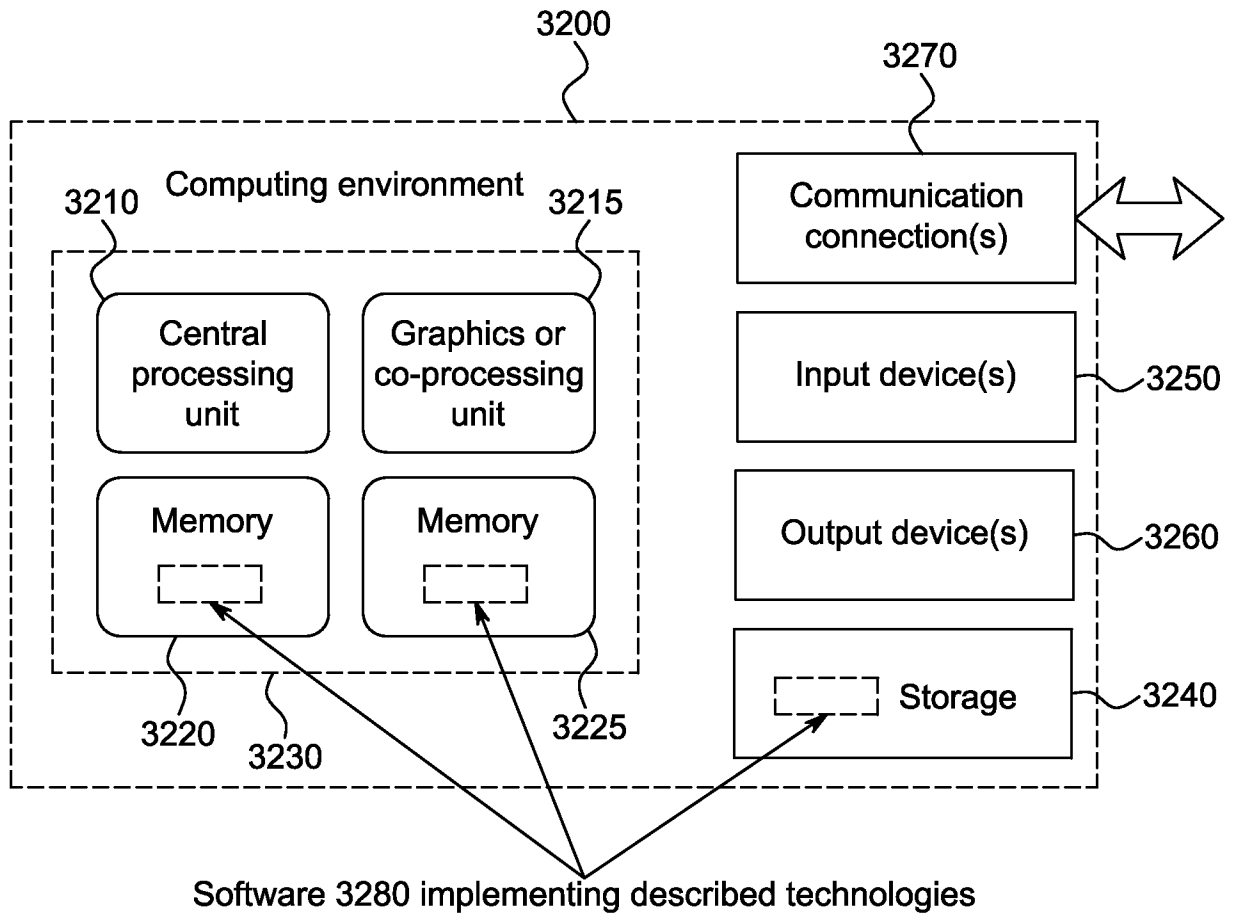 3200
3270
Computing environment
3210
3215
Communication
connection(s)
Central
processing
unit
Graphics or
co-processing
unit
Input device(s)
3250
Memory
Memory
Output device(s)
3260
Storage
3240
3220
3230
3225
Software 3280 implementing described technologies